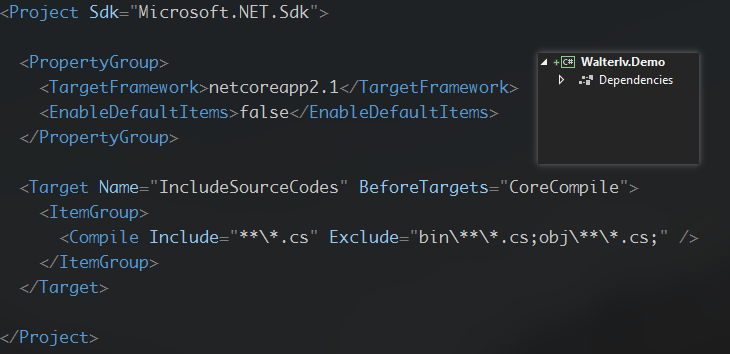 <Project Sdk="Microsoft.NET.Sdk">
<PropertyGroup>
<TargetFramework>netcoreapp2.1</TargetFramework>
<EnableDefaultItems>false</EnableDefaultItems>
</PropertyGroup>
C# Walterlv.Demo
Dependencies
<Target Name="IncludeSourceCodes" BeforeTargets="CoreCompile">
<ItemGroup>
<Compile Include="**\*.cs" Exclude="bin\**\*.cs;obj\**\*.cs;" />
</ItemGroup>
</Target>
</Project>